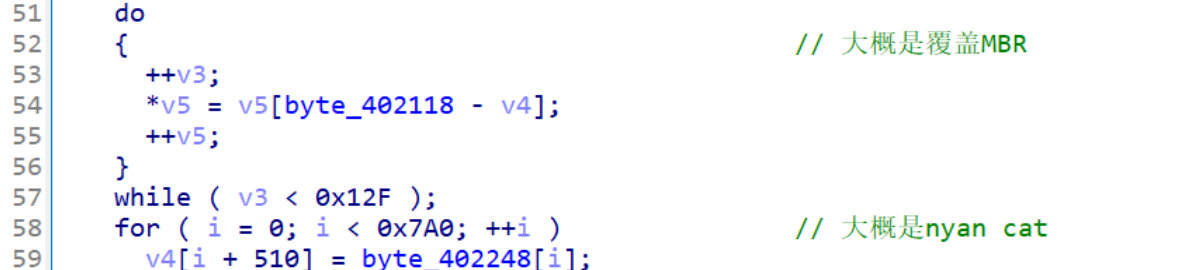 51 do
52 { // 大概是覆盖MBR
53 ++v3;
54 *v5 = v5[byte_402118 - v4];
55 ++v5;
56 }
57 while ( v3 < 0x12F );
58 for ( i = 0; i < 0x7A0; ++i ) // 大概是nyan cat
59 v4[i + 510] = byte_402248[i];